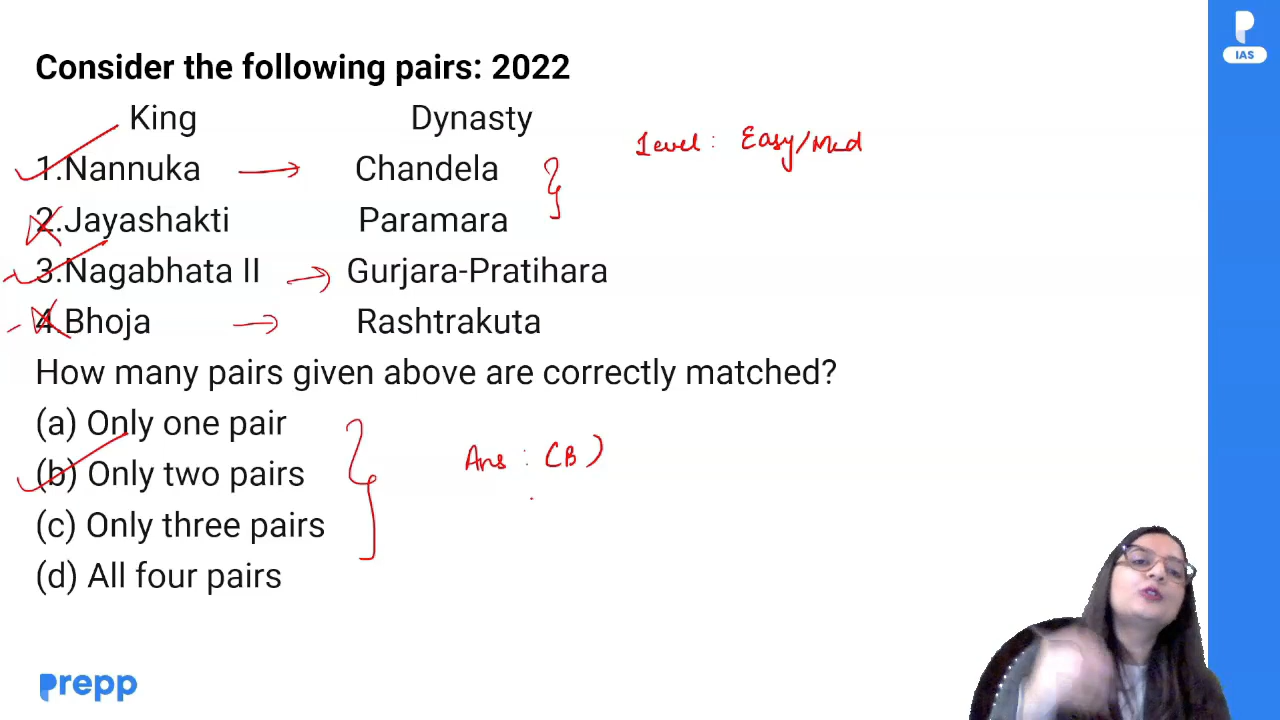 Consider the following pairs: 2022
King Dynasty
1.Nannuka → Chandela
2.Jayashakti Paramara
3.Nagabhata II → Gurjara-Pratihara
4.Bhoja → Rashtrakuta
How many pairs given above are correctly matched?
(a) Only one pair
(b) Only two pairs
(c) Only three pairs
(d) All four pairs
Level: Easy/Med
Ans: (B)
IAS
prepp